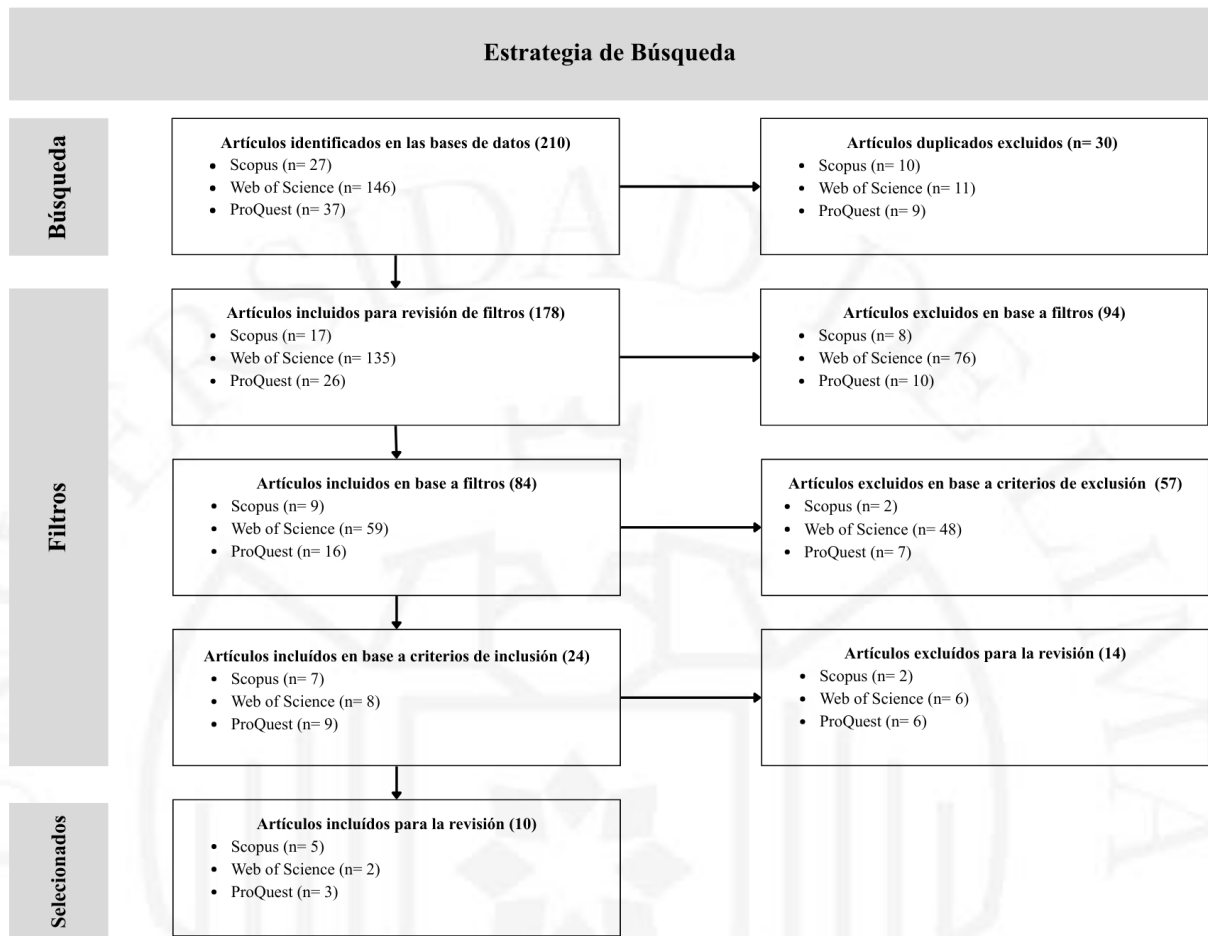 Estrategia de Búsqueda
Búsqueda
Artículos identificados en las bases de datos (210)
• Scopus (n= 27)
• Web of Science (n= 146)
• ProQuest (n= 37)
Artículos duplicados excluidos (n= 30)
• Scopus (n= 10)
• Web of Science (n= 11)
• ProQuest (n= 9)
Filtros
Artículos incluidos para revisión de filtros (178)
• Scopus (n= 17)
• Web of Science (n= 135)
• ProQuest (n= 26)
Artículos excluidos en base a filtros (94)
• Scopus (n= 8)
• Web of Science (n= 76)
• ProQuest (n= 10)
Artículos incluidos en base a filtros (84)
• Scopus (n= 9)
• Web of Science (n= 59)
• ProQuest (n= 16)
Artículos excluidos en base a criterios de exclusión (57)
• Scopus (n= 2)
• Web of Science (n= 48)
• ProQuest (n= 7)
Artículos incluídos en base a criterios de inclusión (24)
• Scopus (n= 7)
• Web of Science (n= 8)
• ProQuest (n= 9)
Artículos excluídos para la revisión (14)
• Scopus (n= 2)
• Web of Science (n= 6)
• ProQuest (n= 6)
Selecionados
Artículos incluídos para la revisión (10)
• Scopus (n= 5)
• Web of Science (n= 2)
• ProQuest (n= 3)
ERSIDAD DE LIMA